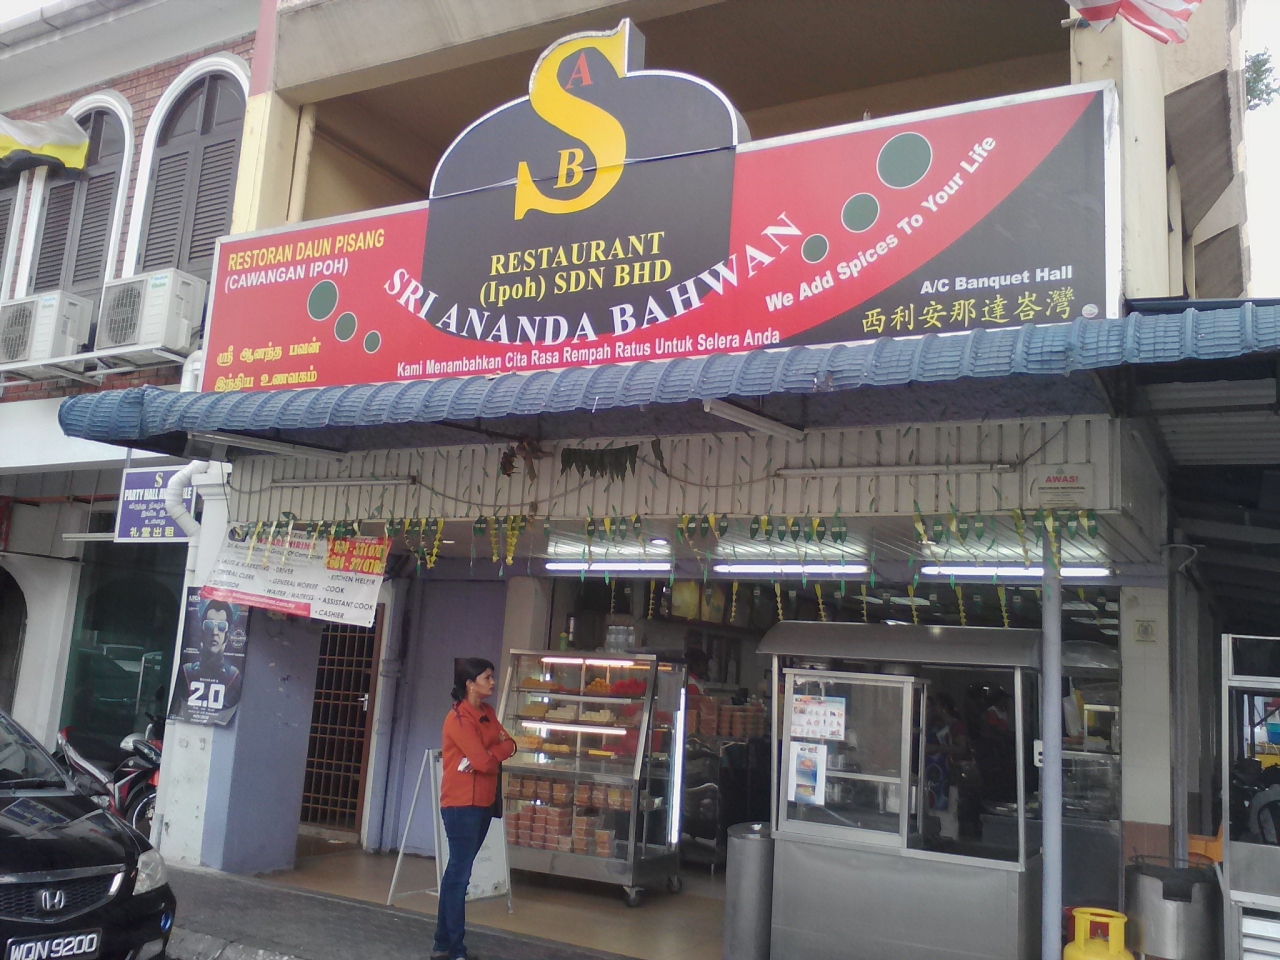 S
A
B
RESTORAN DAUN PISANG
(CAWANGAN IPOH)
RESTAURANT
(Ipoh) SDN BHD
SRI ANANDA BAHWAN
We Add Spices To Your Life
A/C Banquet Hall
西利安那達峇灣
ஸ்ரீ ஆனந்த பவன்
இந்திய உணவகம்
Kami Menambahkan Cita Rasa Rempah Ratus Untuk Selera Anda
AWAS!
S
PARTY HALL AVAILABLE
礼堂出租
HIRING
- DRIVER
- GENERAL WORKER
- WAITER / WAITRESS
- KITCHEN HELPER
- COOK
- ASSISTANT COOK
- CASHIER
2.0
WQN 9200